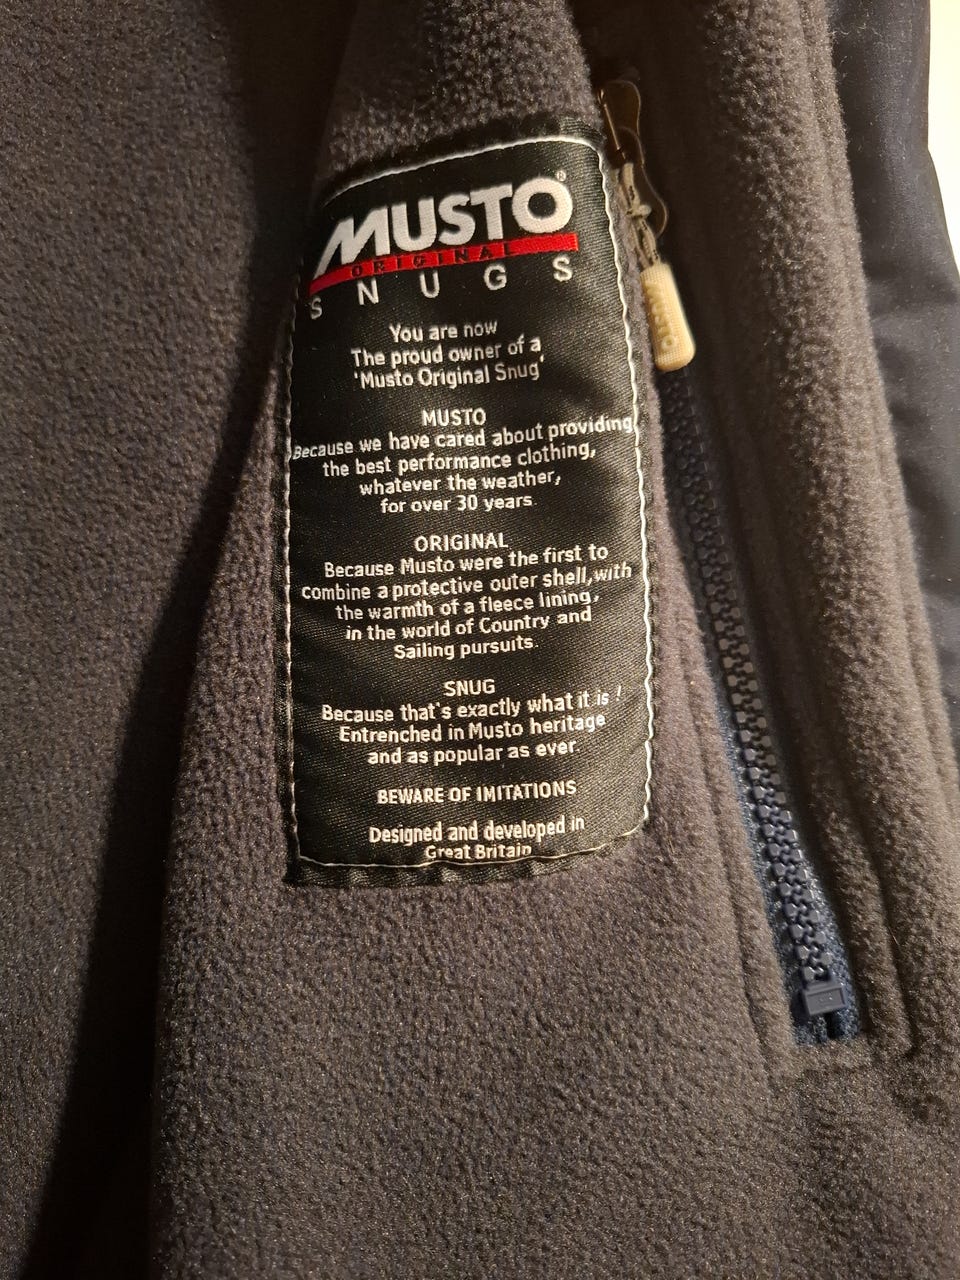 MUSTO®
ORIGINAL
SNUGS
You are now
The proud owner of a
'Musto Original Snug'
MUSTO
Because we have cared about providing
the best performance clothing,
whatever the weather,
for over 30 years.
ORIGINAL
Because Musto were the first to
combine a protective outer shell, with
the warmth of a fleece lining,
in the world of Country and
Sailing pursuits.
SNUG
Because that's exactly what it is !
Entrenched in Musto heritage
and as popular as ever.
BEWARE OF IMITATIONS
Designed and developed in
Great Britain
MUSTO